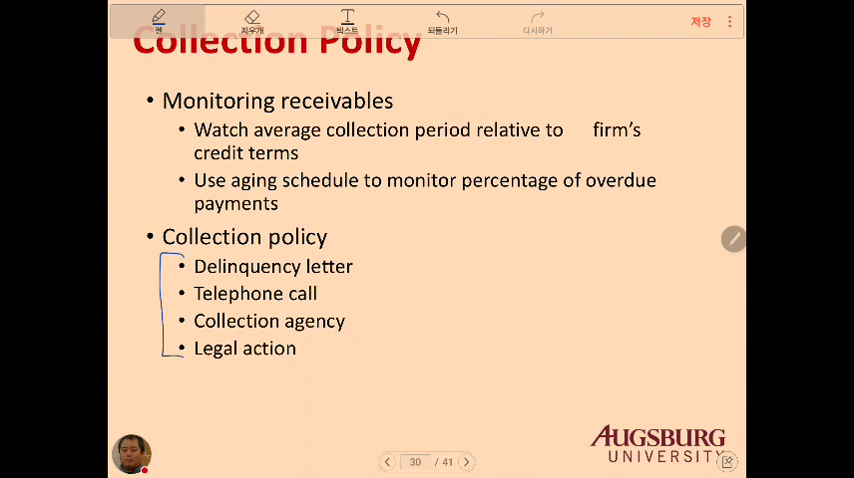 펜
지우개
텍스트
되돌리기
다시하기
저장
Collection Policy
• Monitoring receivables
• Watch average collection period relative to firm's
credit terms
• Use aging schedule to monitor percentage of overdue
payments
• Collection policy
• Delinquency letter
• Telephone call
• Collection agency
• Legal action
AUGSBURG
UNIVERSITY
30 / 41